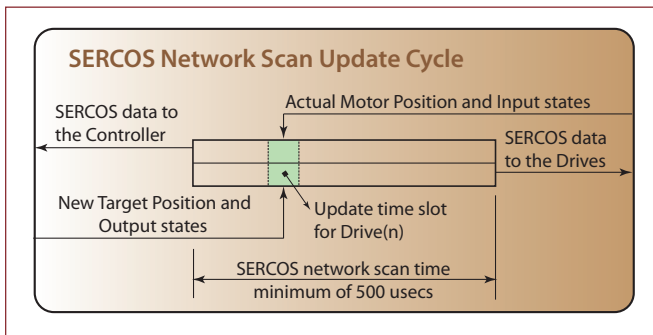 SERCOS Network Scan Update Cycle
SERCOS data to
the Controller
Actual Motor Position and Input states
SERCOS data
to the Drives
New Target Position and
Output states
Update time slot
for Drive(n)
SERCOS network scan time
minimum of 500 usecs